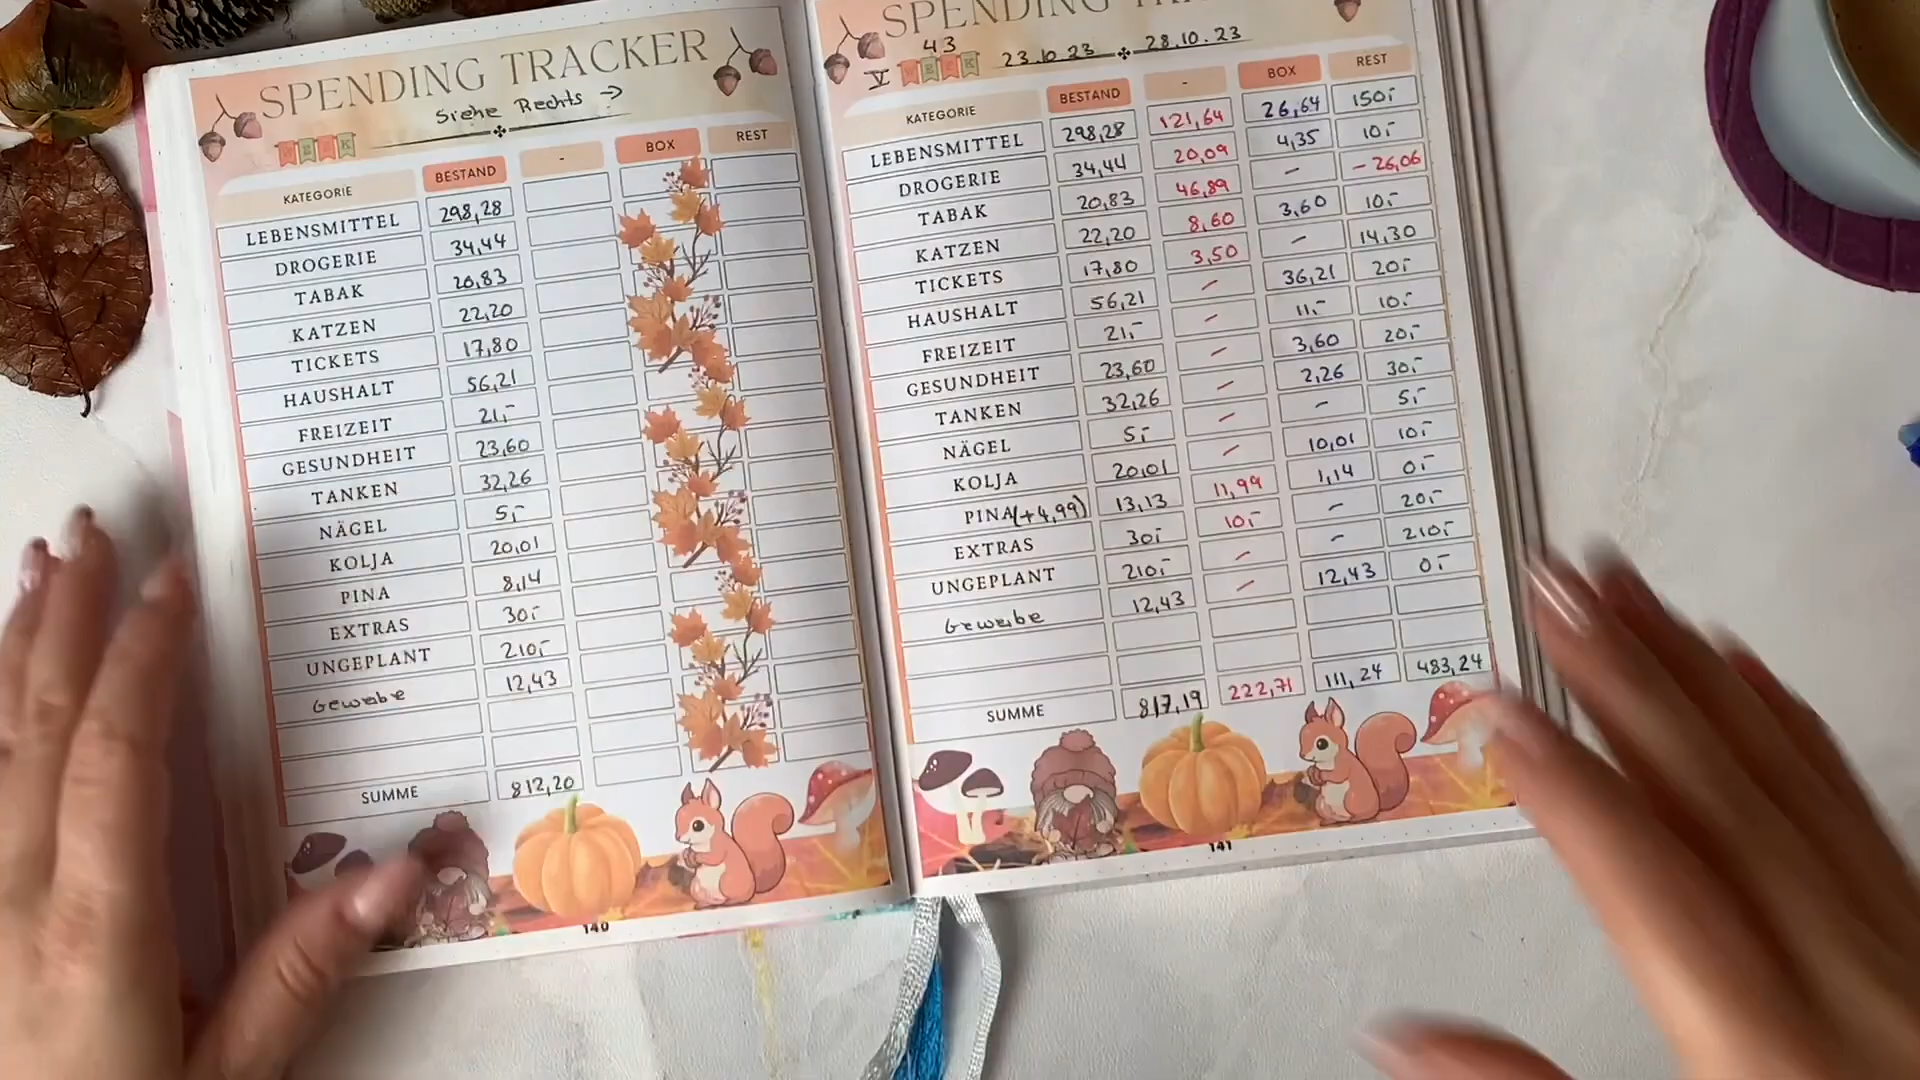 SPENDING TRACKER
Siehe Rechts →
WEEK
KATEGORIE BESTAND - BOX REST
LEBENSMITTEL 298,28
DROGERIE 34,44
TABAK 20,83
KATZEN 22,20
TICKETS 17,80
HAUSHALT 56,21
FREIZEIT 21,-
GESUNDHEIT 23,60
TANKEN 32,26
NÄGEL 5,-
KOLJA 20,01
PINA 8,14
EXTRAS 30,-
UNGEPLANT 210,-
Gewerbe 12,43
SUMME 812,20
140
SPENDING
43
V WEEK 23.10.23 28.10.23
KATEGORIE BESTAND - BOX REST
LEBENSMITTEL 298,28 121,64 26,64 150,-
DROGERIE 34,44 20,09 4,35 10,-
TABAK 20,83 46,89 - -26,06
KATZEN 22,20 8,60 3,60 10,-
TICKETS 17,80 3,50 - 14,30
HAUSHALT 56,21 - 36,21 20,-
FREIZEIT 21,- - 11,- 10,-
GESUNDHEIT 23,60 - 3,60 20,-
TANKEN 32,26 - 2,26 30,-
NÄGEL 5,- - - 5,-
KOLJA 20,01 - 10,01 10,-
PINA(+4,99) 13,13 11,99 1,14 0,-
EXTRAS 30,- 10,- - 20,-
UNGEPLANT 210,- - - 210,-
Gewerbe 12,43 - 12,43 0,-
SUMME 817,19 222,71 111,24 483,24
141